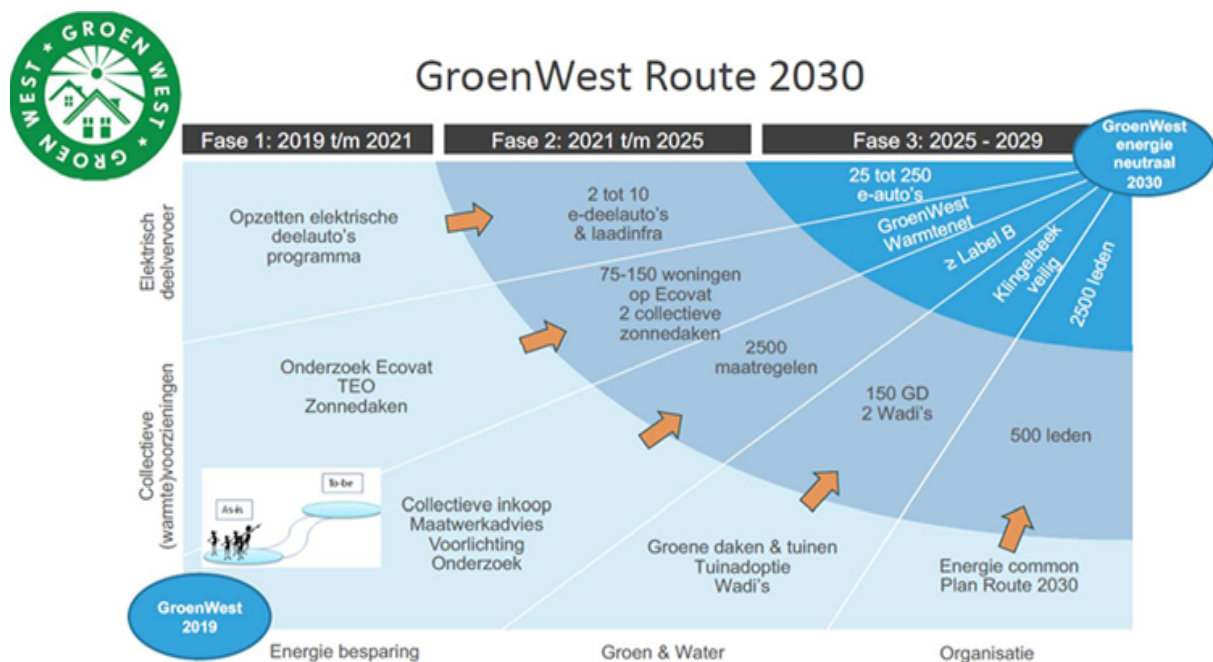 GROEN WEST
GROEN WEST
GROEN WEST
GroenWest Route 2030
Fase 1: 2019 t/m 2021
Fase 2: 2021 t/m 2025
Fase 3: 2025 - 2029
GroenWest
energie
neutraal
2030
Elektrisch
deelvervoer
Opzetten elektrische
deelauto's
programma
2 tot 10
e-deelauto's
& laadinfra
25 tot 250
e-auto's
GroenWest
Warmtenet
≥ Label B
Klingelbeek
veilig
2500 leden
Collectieve
(warmte)voorzieningen
Onderzoek Ecovat
TEO
Zonnedaken
75-150 woningen
op Ecovat
2 collectieve
zonnedaken
2500
maatregelen
150 GD
2 Wadi's
500 leden
As-is
To-be
Collectieve inkoop
Maatwerkadvies
Voorlichting
Onderzoek
Groene daken & tuinen
Tuinadoptie
Wadi's
Energie common
Plan Route 2030
GroenWest
2019
Energie besparing
Groen & Water
Organisatie